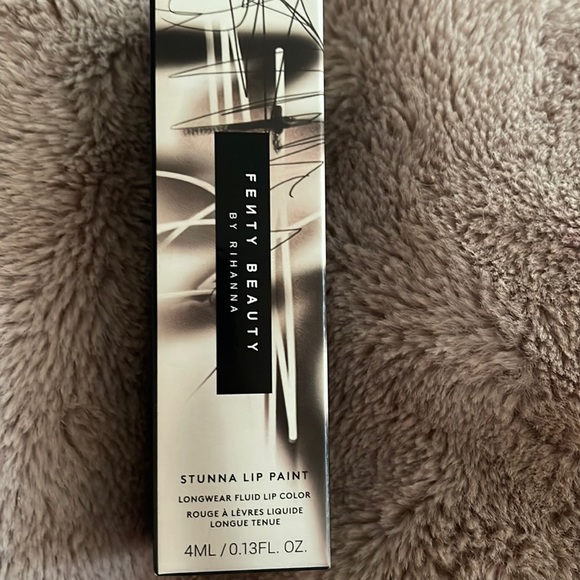 FEИTY BEAUTY
BY RIHANNA
STUNNA LIP PAINT
LONGWEAR FLUID LIP COLOR
ROUGE À LÈVRES LIQUIDE
LONGUE TENUE
4ML / 0.13FL. OZ.